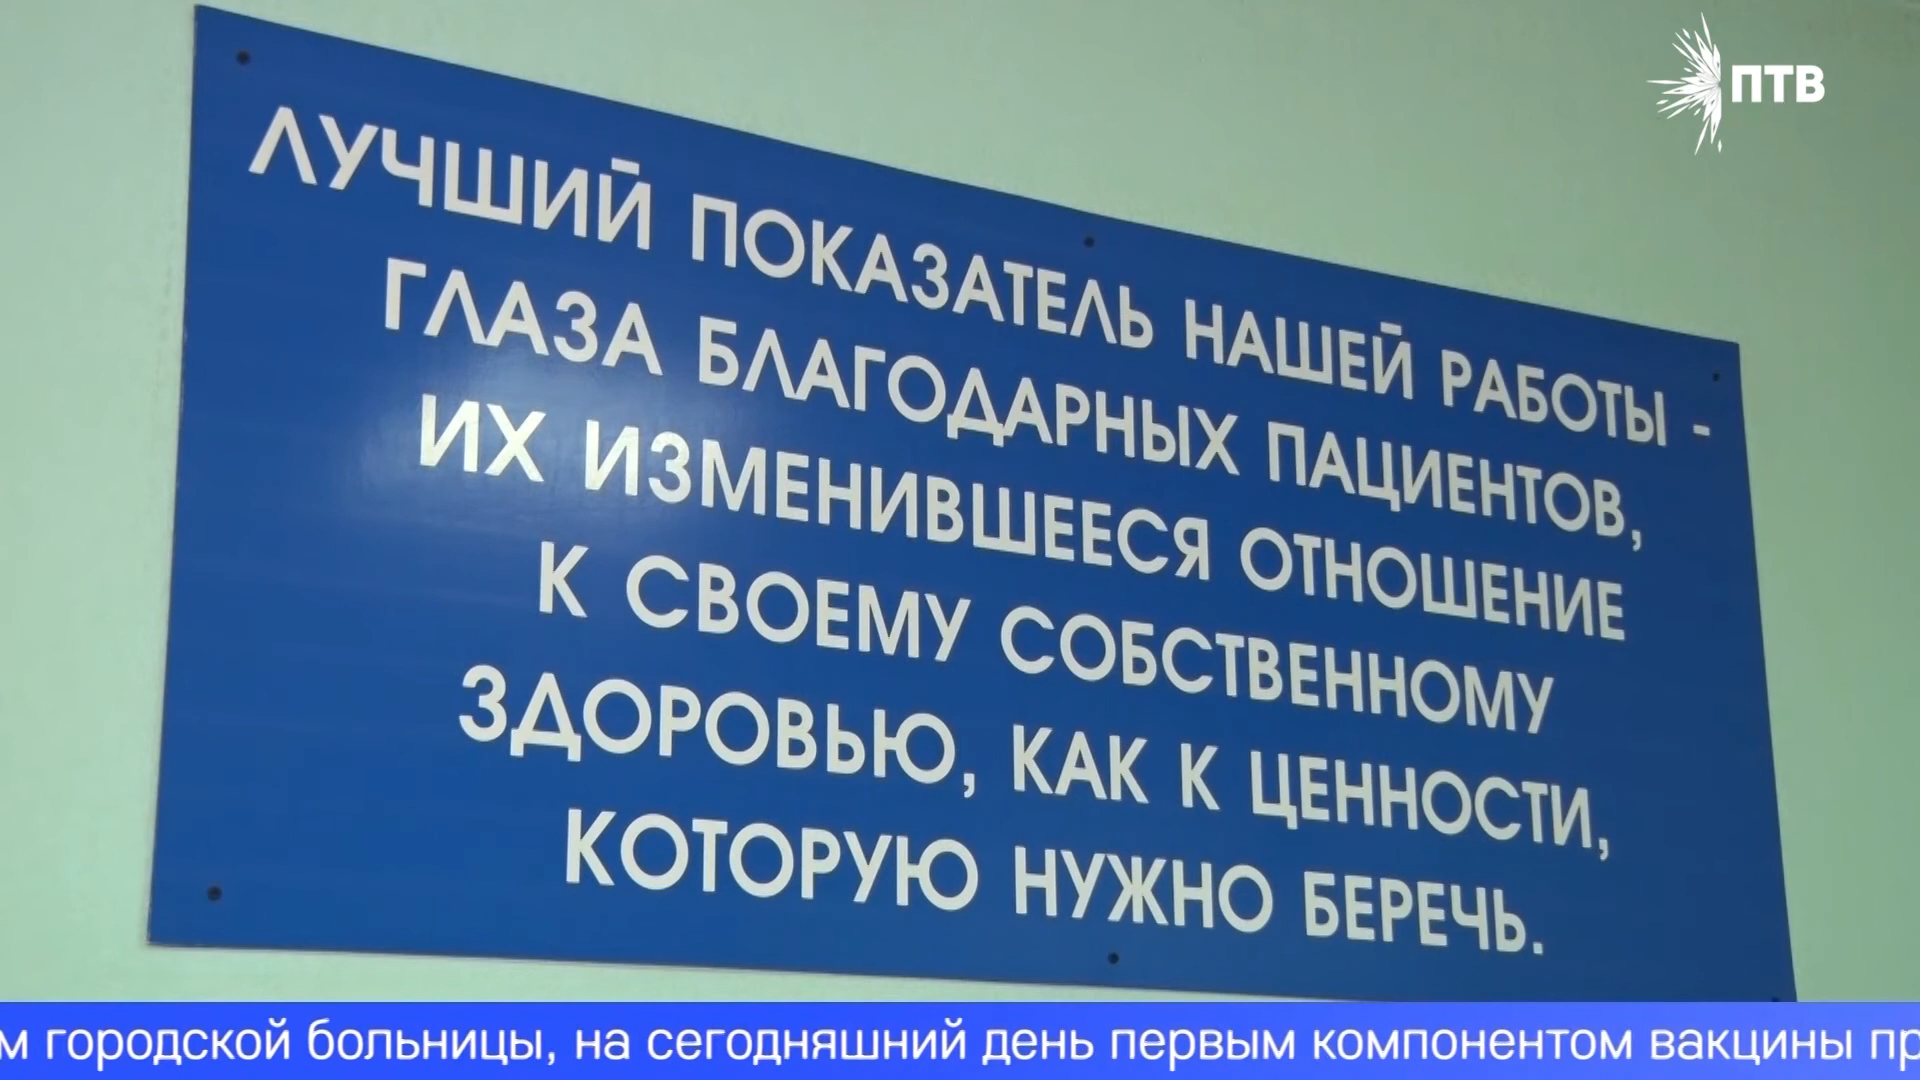 ПТВ
ЛУЧШИЙ ПОКАЗАТЕЛЬ НАШЕЙ РАБОТЫ -
ГЛАЗА БЛАГОДАРНЫХ ПАЦИЕНТОВ,
ИХ ИЗМЕНИВШЕЕСЯ ОТНОШЕНИЕ
К СВОЕМУ СОБСТВЕННОМУ
ЗДОРОВЬЮ, КАК К ЦЕННОСТИ,
КОТОРУЮ НУЖНО БЕРЕЧЬ.
м городской больницы, на сегодняшний день первым компонентом вакцины пр